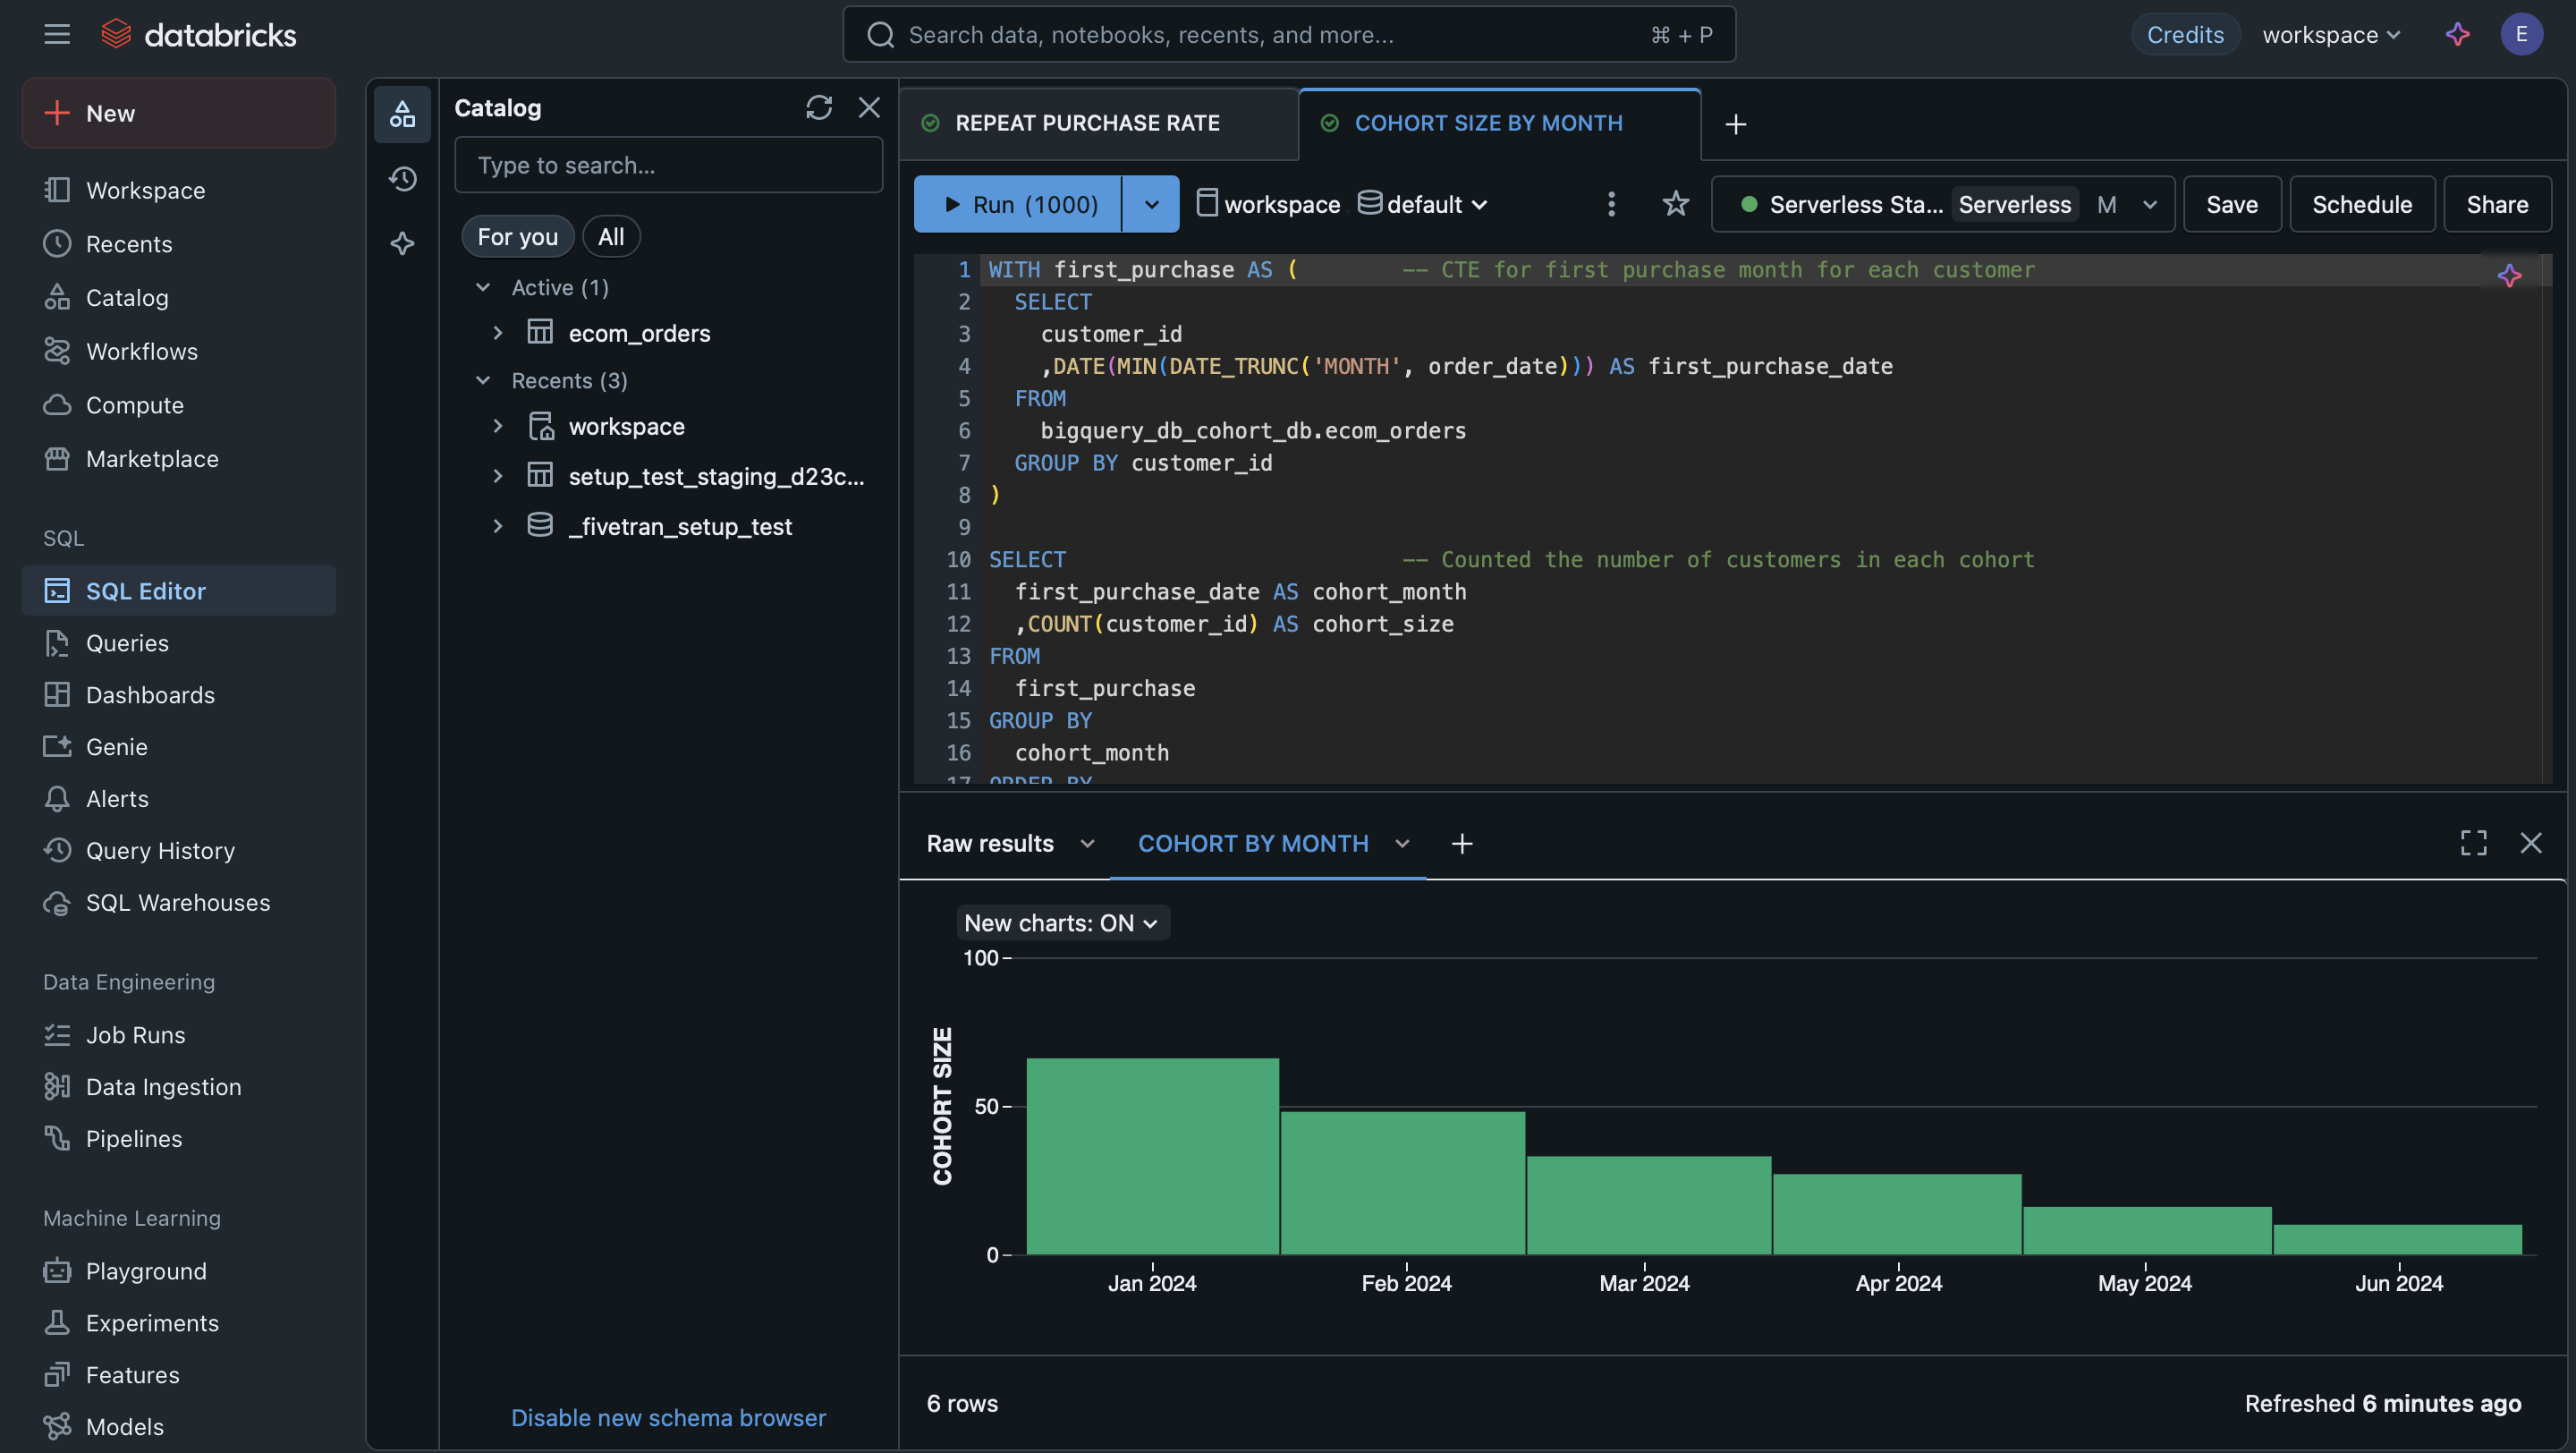 databricks
Search data, notebooks, recents, and more...
⌘ + P
Credits
workspace
E
New
Workspace
Recents
Catalog
Workflows
Compute
Marketplace
SQL
SQL Editor
Queries
Dashboards
Genie
Alerts
Query History
SQL Warehouses
Data Engineering
Job Runs
Data Ingestion
Pipelines
Machine Learning
Playground
Experiments
Features
Models
Catalog
Type to search...
For you
All
Active (1)
ecom_orders
Recents (3)
workspace
setup_test_staging_d23c...
_fivetran_setup_test
Disable new schema browser
REPEAT PURCHASE RATE
COHORT SIZE BY MONTH
Run (1000)
workspace
default
Serverless Sta... Serverless M
Save
Schedule
Share
1 WITH first_purchase AS ( -- CTE for first purchase month for each customer
2 SELECT
3 customer_id
4 ,DATE(MIN(DATE_TRUNC('MONTH', order_date))) AS first_purchase_date
5 FROM
6 bigquery_db_cohort_db.ecom_orders
7 GROUP BY customer_id
8 )
9
10 SELECT -- Counted the number of customers in each cohort
11 first_purchase_date AS cohort_month
12 ,COUNT(customer_id) AS cohort_size
13 FROM
14 first_purchase
15 GROUP BY
16 cohort_month
17 ORDER BY
Raw results
COHORT BY MONTH
New charts: ON
COHORT SIZE
100
50
0
Jan 2024
Feb 2024
Mar 2024
Apr 2024
May 2024
Jun 2024
6 rows
Refreshed 6 minutes ago